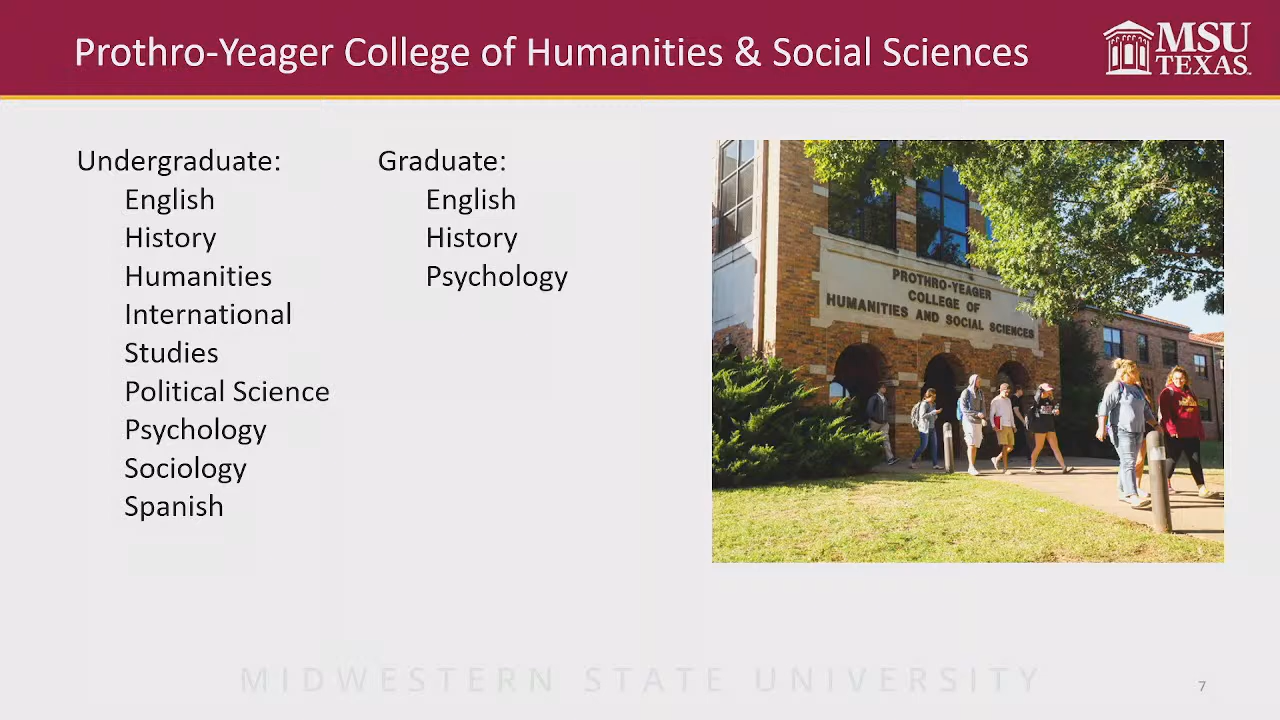 Prothro-Yeager College of Humanities & Social Sciences
MSU
TEXAS
Undergraduate:
English
History
Humanities
International
Studies
Political Science
Psychology
Sociology
Spanish
Graduate:
English
History
Psychology
PROTHRO-YEAGER
COLLEGE OF
HUMANITIES AND SOCIAL SCIENCES
MIDWESTERN STATE UNIVERSITY
7